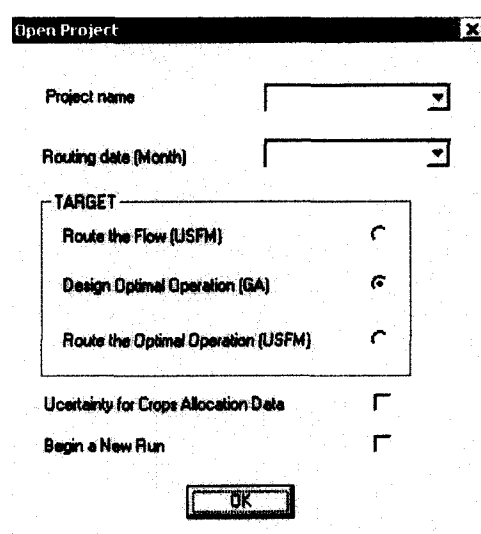 Open Project
Project name
Routing date (Month)
TARGET
Route the Flow (USFM)
Design Optimal Operation (GA)
Route the Optimal Operation (USFM)
Ucertainty for Crops Allocation Data
Begin a New Run
OK